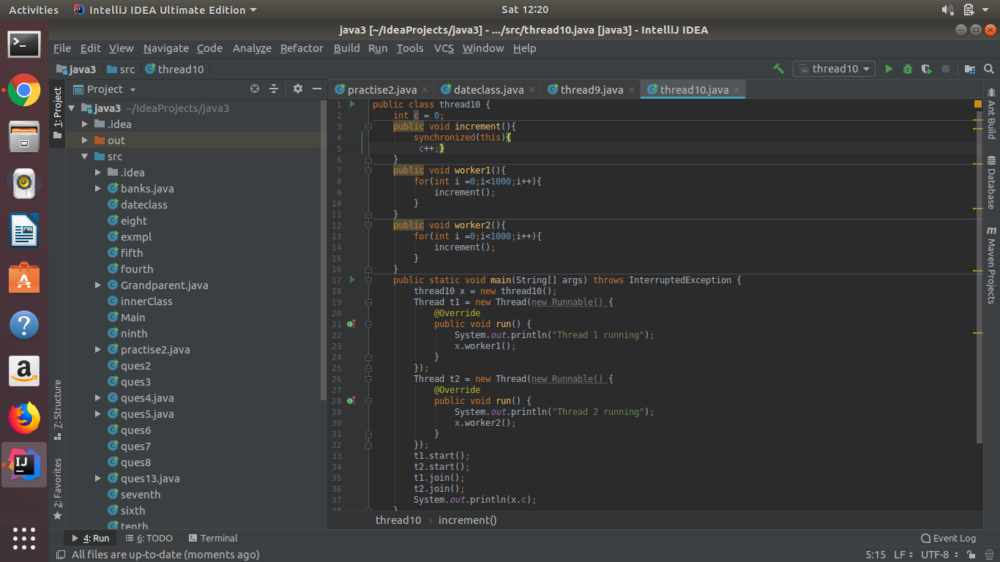 Activities IntelliJ IDEA Ultimate Edition Sat 12:20
java3 [~/IdeaProjects/java3] - .../src/thread10.java [java3] - IntelliJ IDEA
File Edit View Navigate Code Analyze Refactor Build Run Tools VCS Window Help
java3 src thread10 thread10
1: Project
7: Structure
2: Favorites
Project
java3 ~/IdeaProjects/java3
.idea
out
src
.idea
banks.java
dateclass
eight
exmpl
fifth
fourth
Grandparent.java
innerClass
Main
ninth
practise2.java
ques2
ques3
ques4.java
ques5.java
ques6
ques7
ques8
ques13.java
seventh
sixth
tenth
practise2.java dateclass.java thread9.java thread10.java
1 public class thread10 {
2 int c = 0;
3 public void increment(){
4 synchronized(this){
5 c++;}
6 }
7 public void worker1(){
8 for(int i =0;i<1000;i++){
9 increment();
10 }
11 }
12 public void worker2(){
13 for(int i =0;i<1000;i++){
14 increment();
15 }
16 }
17 public static void main(String[] args) throws InterruptedException {
18 thread10 x = new thread10();
19 Thread t1 = new Thread(new Runnable() {
20 @Override
21 public void run() {
22 System.out.println("Thread 1 running");
23 x.worker1();
24 }
25 });
26 Thread t2 = new Thread(new Runnable() {
27 @Override
28 public void run() {
29 System.out.println("Thread 2 running");
30 x.worker2();
31 }
32 });
33 t1.start();
34 t2.start();
35 t1.join();
36 t2.join();
37 System.out.println(x.c);
38 }
thread10 increment()
Ant Build
Database
Maven Projects
4: Run 6: TODO Terminal Event Log
All files are up-to-date (moments ago) 5:15 LF UTF-8